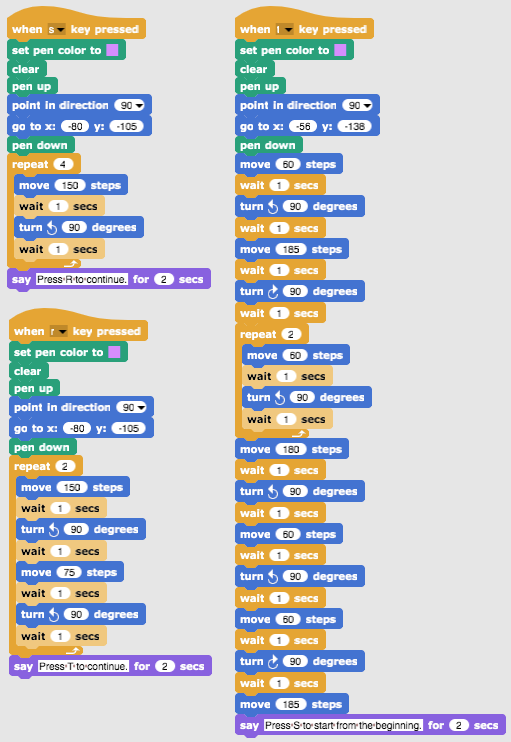 when s key pressed
set pen color to
clear
pen up
point in direction 90
go to x: -80 y: -105
pen down
repeat 4
move 150 steps
wait 1 secs
turn 90 degrees
wait 1 secs
say Press R to continue. for 2 secs
when r key pressed
set pen color to
clear
pen up
point in direction 90
go to x: -80 y: -105
pen down
repeat 2
move 150 steps
wait 1 secs
turn 90 degrees
wait 1 secs
move 75 steps
wait 1 secs
turn 90 degrees
wait 1 secs
say Press T to continue. for 2 secs
when l key pressed
set pen color to
clear
pen up
point in direction 90
go to x: -56 y: -138
pen down
move 60 steps
wait 1 secs
turn 90 degrees
wait 1 secs
move 185 steps
wait 1 secs
turn 90 degrees
wait 1 secs
repeat 2
move 60 steps
wait 1 secs
turn 90 degrees
wait 1 secs
move 180 steps
wait 1 secs
turn 90 degrees
wait 1 secs
move 60 steps
wait 1 secs
turn 90 degrees
wait 1 secs
move 60 steps
wait 1 secs
turn 90 degrees
wait 1 secs
move 185 steps
say Press S to start from the beginning. for 2 secs